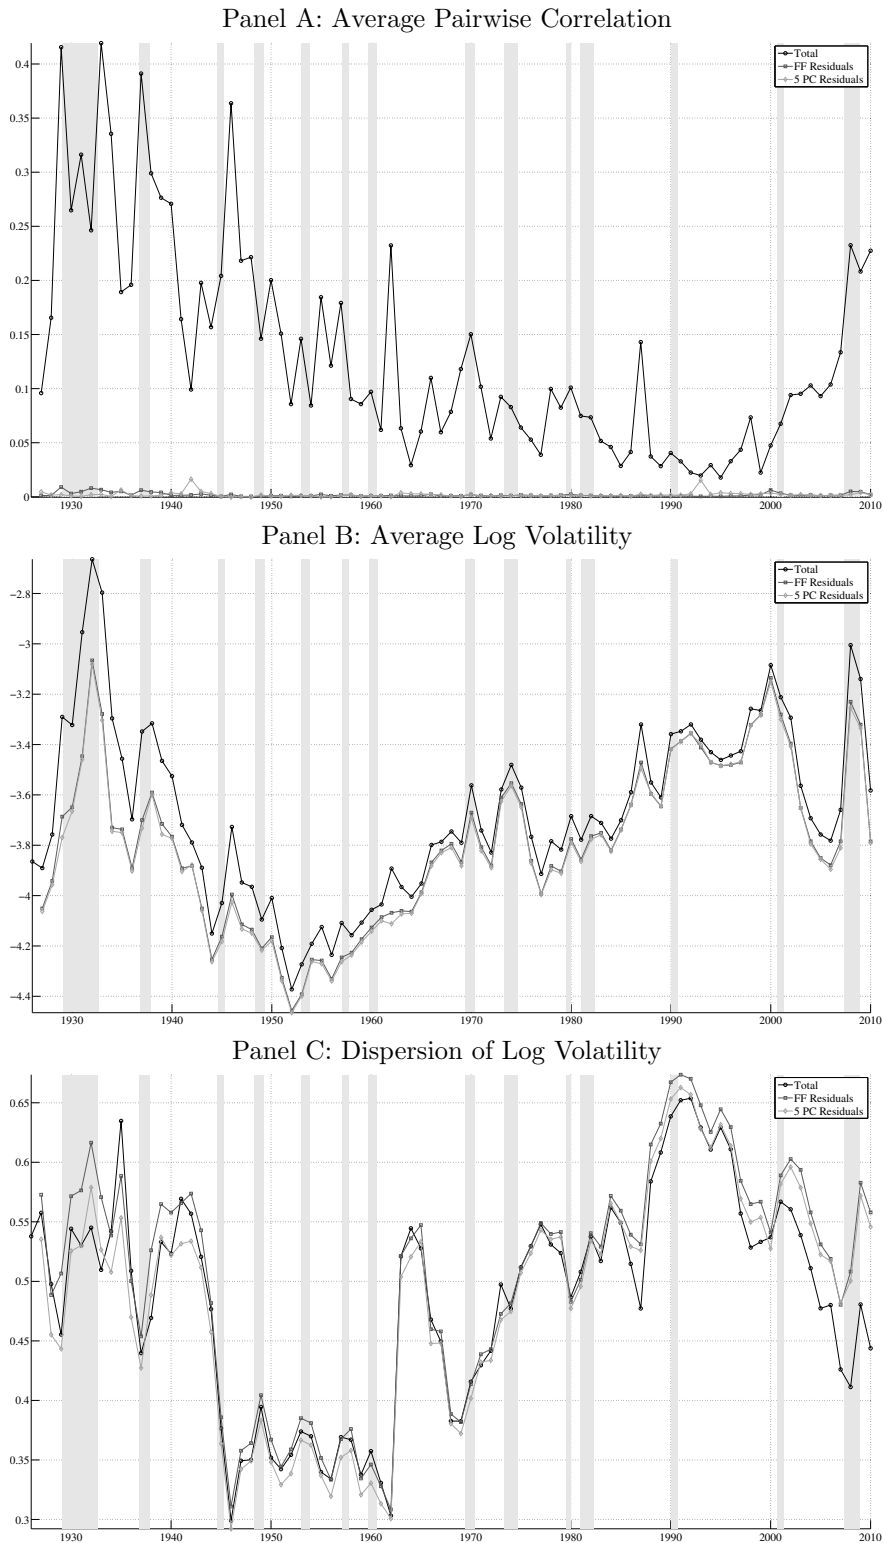 Panel A: Average Pairwise Correlation
Total
FF Residuals
5 PC Residuals
0.4
0.35
0.3
0.25
0.2
0.15
0.1
0.05
0
1930 1940 1950 1960 1970 1980 1990 2000 2010
Panel B: Average Log Volatility
Total
FF Residuals
5 PC Residuals
−2.8
−3
−3.2
−3.4
−3.6
−3.8
−4
−4.2
−4.4
1930 1940 1950 1960 1970 1980 1990 2000 2010
Panel C: Dispersion of Log Volatility
Total
FF Residuals
5 PC Residuals
0.65
0.6
0.55
0.5
0.45
0.4
0.35
0.3
1930 1940 1950 1960 1970 1980 1990 2000 2010